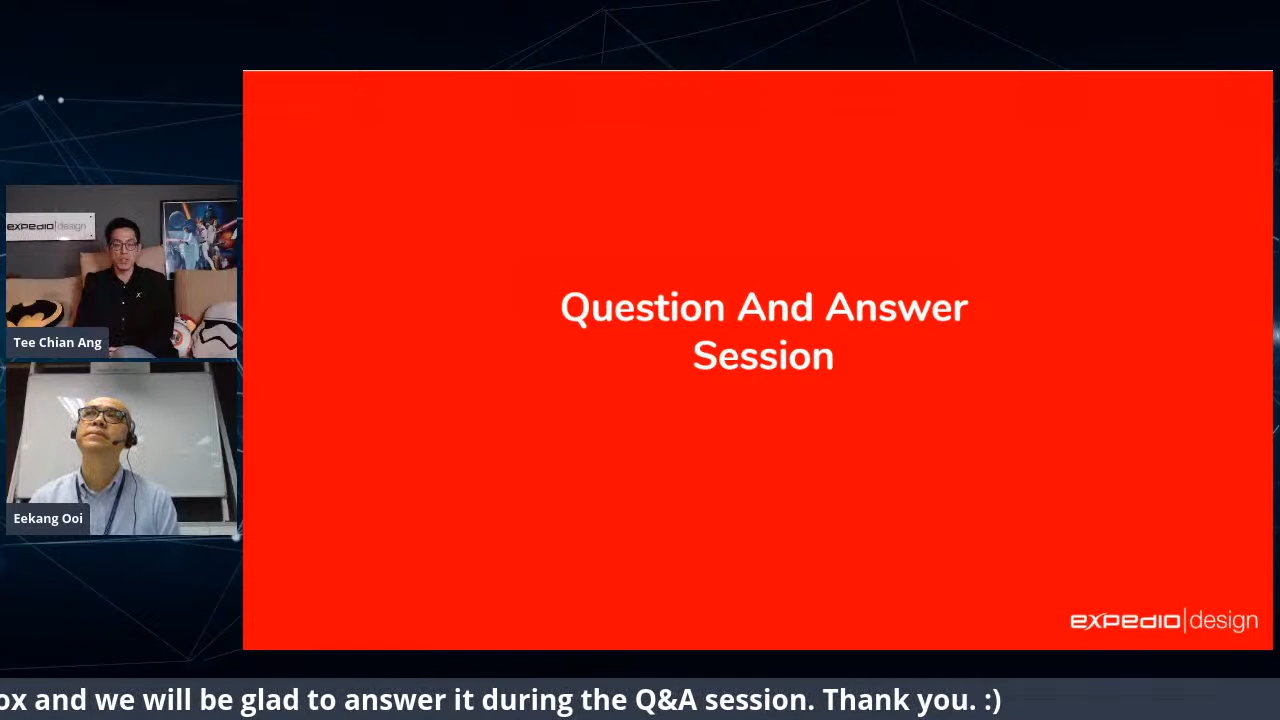 expedio|design
Tee Chian Ang
Eekang Ooi
Question And Answer
Session
expedio|design
ox and we will be glad to answer it during the Q&A session. Thank you. :)